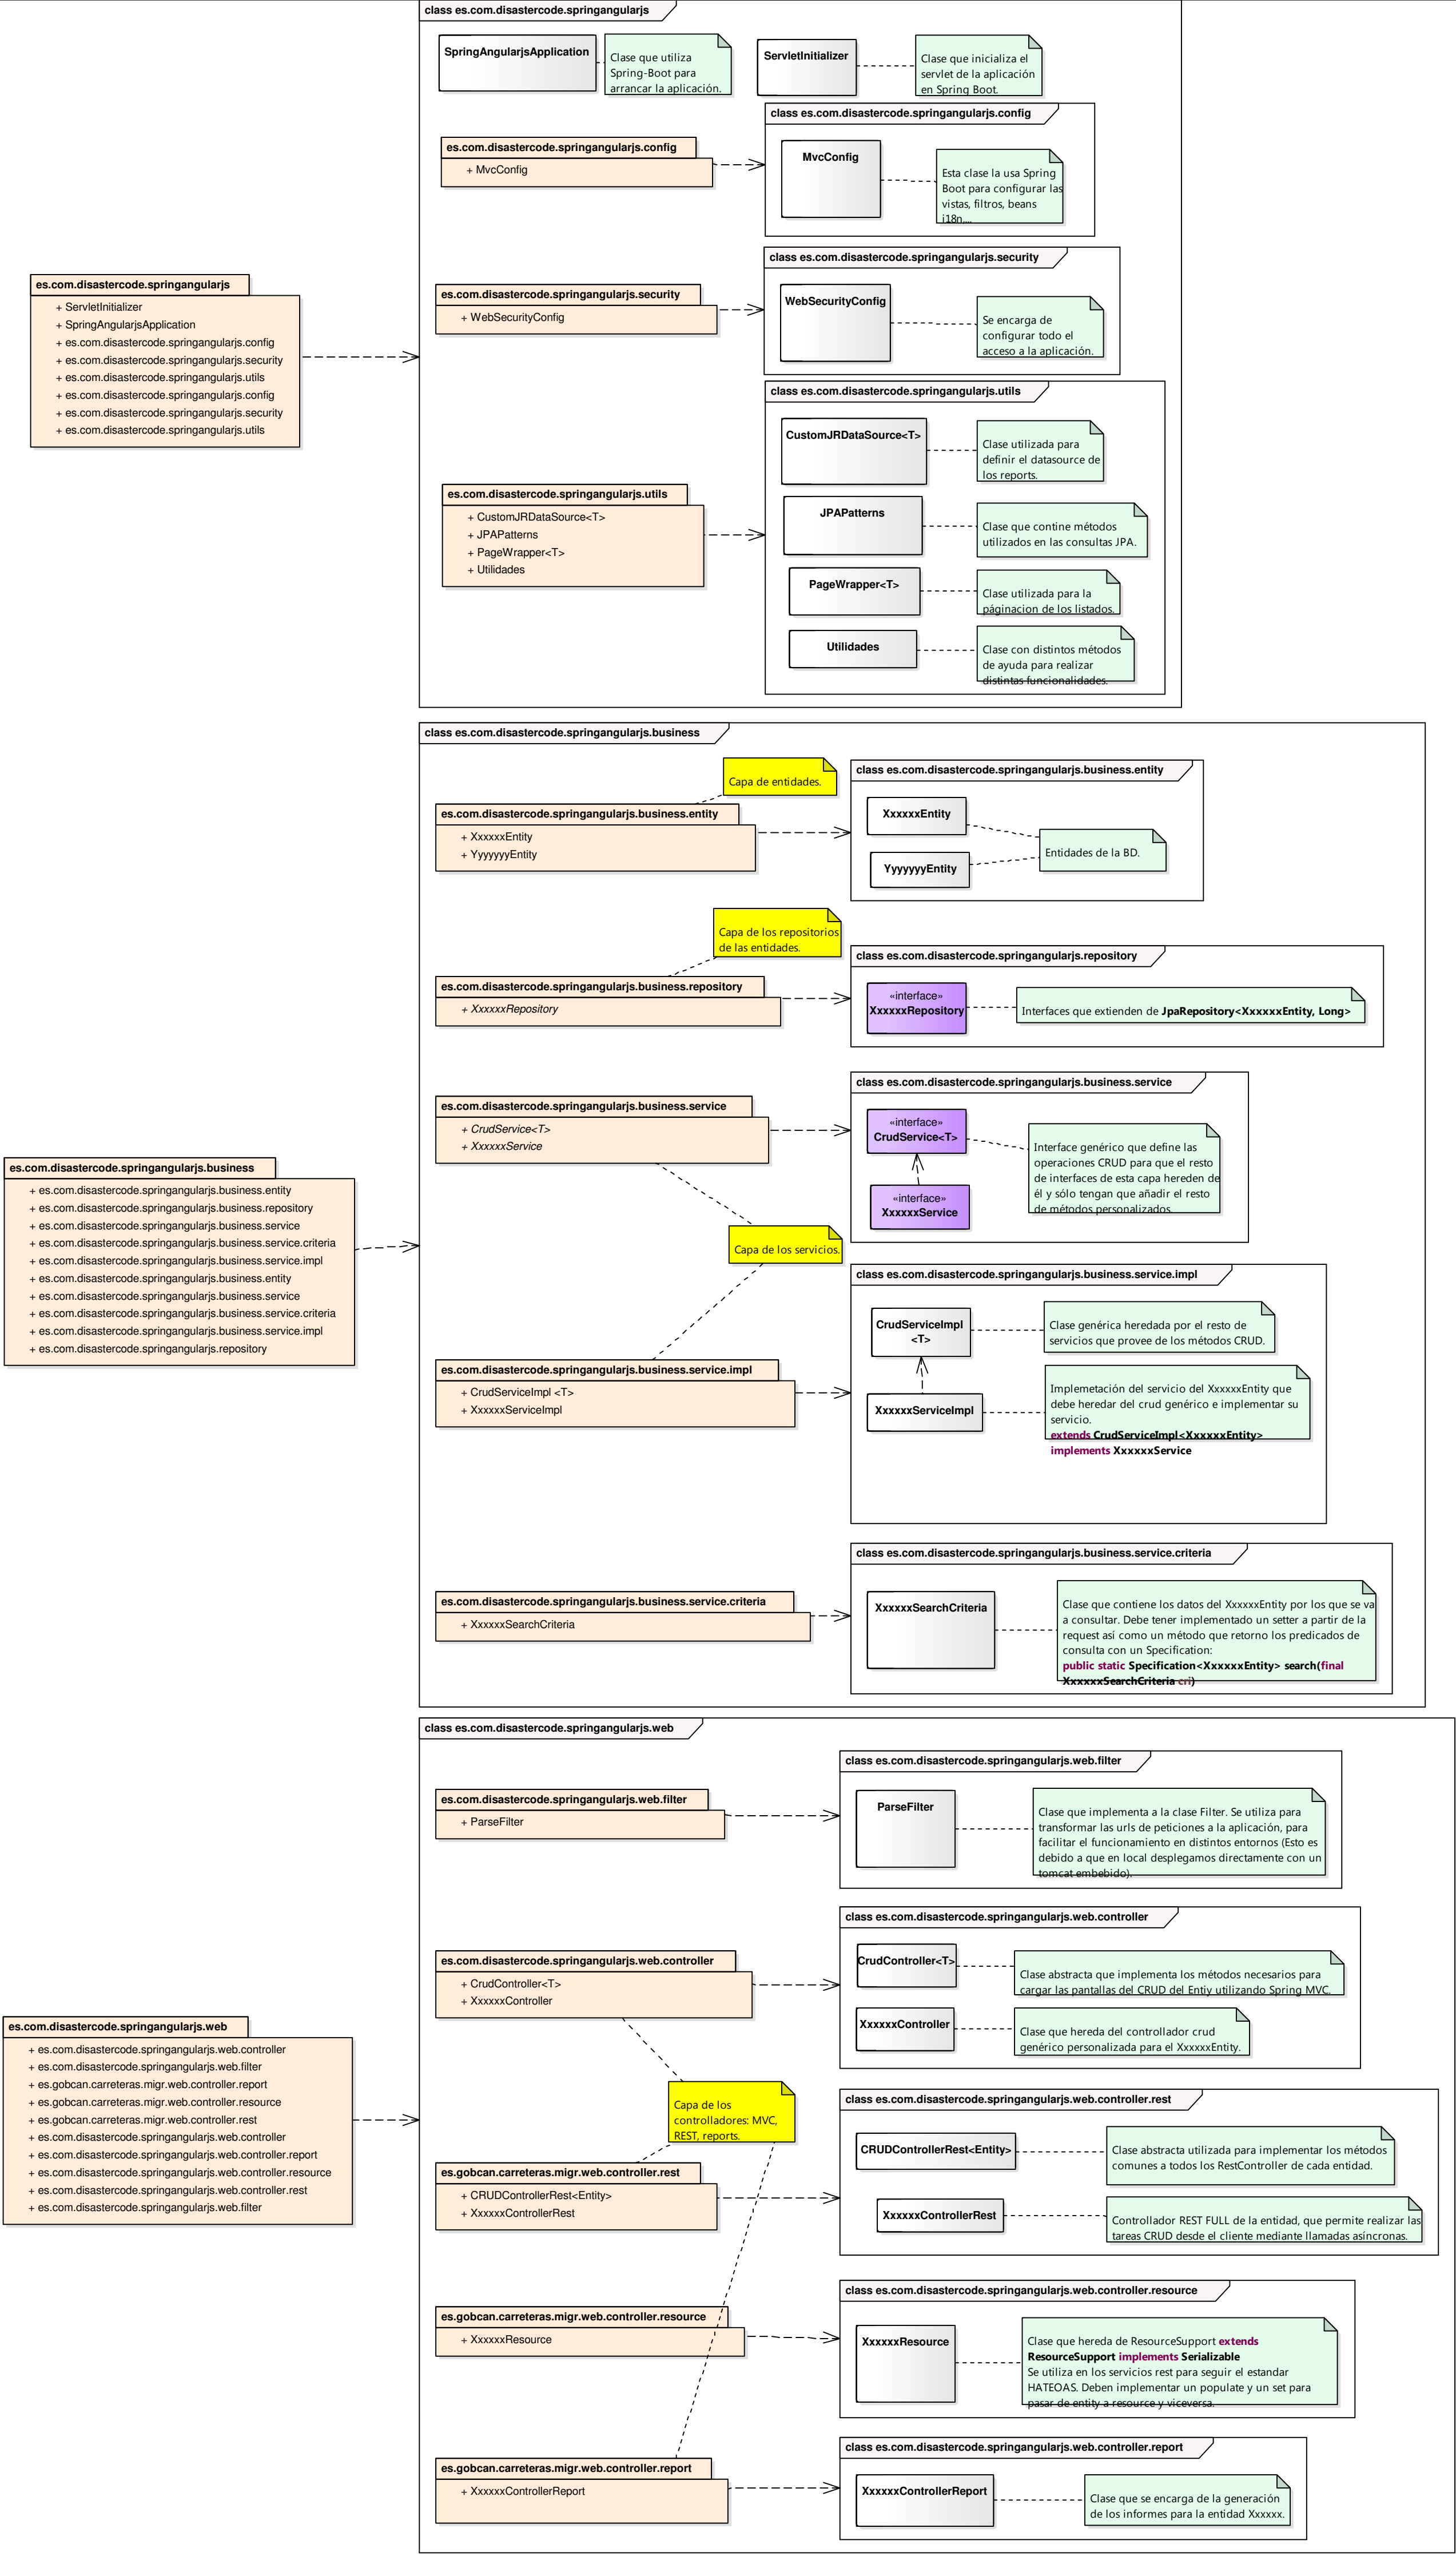 class es.com.disastercode.springangularjs
SpringAngularjsApplication
Clase que utiliza
Spring-Boot para
arrancar la aplicación.
ServletInitializer
Clase que inicializa el
servlet de la aplicación
en Spring Boot.
es.com.disastercode.springangularjs.config
+ MvcConfig
class es.com.disastercode.springangularjs.config
MvcConfig
Esta clase la usa Spring
Boot para configurar las
vistas, filtros, beans
i18n....
es.com.disastercode.springangularjs
+ ServletInitializer
+ SpringAngularjsApplication
+ es.com.disastercode.springangularjs.config
+ es.com.disastercode.springangularjs.security
+ es.com.disastercode.springangularjs.utils
+ es.com.disastercode.springangularjs.config
+ es.com.disastercode.springangularjs.security
+ es.com.disastercode.springangularjs.utils
es.com.disastercode.springangularjs.security
+ WebSecurityConfig
class es.com.disastercode.springangularjs.security
WebSecurityConfig
Se encarga de
configurar todo el
acceso a la aplicación.
es.com.disastercode.springangularjs.utils
+ CustomJRDataSource<T>
+ JPAPatterns
+ PageWrapper<T>
+ Utilidades
class es.com.disastercode.springangularjs.utils
CustomJRDataSource<T>
Clase utilizada para
definir el datasource de
los reports.
JPAPatterns
Clase que contine métodos
utilizados en las consultas JPA.
PageWrapper<T>
Clase utilizada para la
páginacion de los listados.
Utilidades
Clase con distintos métodos
de ayuda para realizar
distintas funcionalidades.
class es.com.disastercode.springangularjs.business
Capa de entidades.
es.com.disastercode.springangularjs.business.entity
+ XxxxxxEntity
+ YyyyyyEntity
class es.com.disastercode.springangularjs.business.entity
XxxxxxEntity
YyyyyyEntity
Entidades de la BD.
Capa de los repositorios
de las entidades.
es.com.disastercode.springangularjs.business.repository
+ XxxxxxRepository
class es.com.disastercode.springangularjs.repository
«interface»
XxxxxxRepository
Interfaces que extienden de JpaRepository<XxxxxxEntity, Long>
es.com.disastercode.springangularjs.business.service
+ CrudService<T>
+ XxxxxxService
class es.com.disastercode.springangularjs.business.service
«interface»
CrudService<T>
«interface»
XxxxxxService
Interface genérico que define las
operaciones CRUD para que el resto
de interfaces de esta capa hereden de
él y sólo tengan que añadir el resto
de métodos personalizados.
es.com.disastercode.springangularjs.business
+ es.com.disastercode.springangularjs.business.entity
+ es.com.disastercode.springangularjs.business.repository
+ es.com.disastercode.springangularjs.business.service
+ es.com.disastercode.springangularjs.business.service.criteria
+ es.com.disastercode.springangularjs.business.service.impl
+ es.com.disastercode.springangularjs.business.entity
+ es.com.disastercode.springangularjs.business.service
+ es.com.disastercode.springangularjs.business.service.criteria
+ es.com.disastercode.springangularjs.business.service.impl
+ es.com.disastercode.springangularjs.repository
Capa de los servicios.
es.com.disastercode.springangularjs.business.service.impl
+ CrudServiceImpl <T>
+ XxxxxxServiceImpl
class es.com.disastercode.springangularjs.business.service.impl
CrudServiceImpl
<T>
Clase genérica heredada por el resto de
servicios que provee de los métodos CRUD.
XxxxxxServiceImpl
Implemetación del servicio del XxxxxxEntity que
debe heredar del crud genérico e implementar su
servicio.
extends CrudServiceImpl<XxxxxxEntity>
implements XxxxxxService
es.com.disastercode.springangularjs.business.service.criteria
+ XxxxxxSearchCriteria
class es.com.disastercode.springangularjs.business.service.criteria
XxxxxxSearchCriteria
Clase que contiene los datos del XxxxxxEntity por los que se va
a consultar. Debe tener implementado un setter a partir de la
request así como un método que retorno los predicados de
consulta con un Specification:
public static Specification<XxxxxxEntity> search(final
XxxxxxSearchCriteria cri)
class es.com.disastercode.springangularjs.web
es.com.disastercode.springangularjs.web.filter
+ ParseFilter
class es.com.disastercode.springangularjs.web.filter
ParseFilter
Clase que implementa a la clase Filter. Se utiliza para
transformar las urls de peticiones a la aplicación, para
facilitar el funcionamiento en distintos entornos (Esto es
debido a que en local desplegamos directamente con un
tomcat embebido).
es.com.disastercode.springangularjs.web.controller
+ CrudController<T>
+ XxxxxxController
class es.com.disastercode.springangularjs.web.controller
CrudController<T>
Clase abstracta que implementa los métodos necesarios para
cargar las pantallas del CRUD del Entiy utilizando Spring MVC.
XxxxxxController
Clase que hereda del controllador crud
genérico personalizada para el XxxxxxEntity.
es.com.disastercode.springangularjs.web
+ es.com.disastercode.springangularjs.web.controller
+ es.com.disastercode.springangularjs.web.filter
+ es.gobcan.carreteras.migr.web.controller.report
+ es.gobcan.carreteras.migr.web.controller.resource
+ es.gobcan.carreteras.migr.web.controller.rest
+ es.com.disastercode.springangularjs.web.controller
+ es.com.disastercode.springangularjs.web.controller.report
+ es.com.disastercode.springangularjs.web.controller.resource
+ es.com.disastercode.springangularjs.web.controller.rest
+ es.com.disastercode.springangularjs.web.filter
Capa de los
controlladores: MVC,
REST, reports.
es.gobcan.carreteras.migr.web.controller.rest
+ CRUDControllerRest<Entity>
+ XxxxxxControllerRest
class es.com.disastercode.springangularjs.web.controller.rest
CRUDControllerRest<Entity>
Clase abstracta utilizada para implementar los métodos
comunes a todos los RestController de cada entidad.
XxxxxxControllerRest
Controllador REST FULL de la entidad, que permite realizar las
tareas CRUD desde el cliente mediante llamadas asíncronas.
es.gobcan.carreteras.migr.web.controller.resource
+ XxxxxxResource
class es.com.disastercode.springangularjs.web.controller.resource
XxxxxxResource
Clase que hereda de ResourceSupport extends
ResourceSupport implements Serializable
Se utiliza en los servicios rest para seguir el estandar
HATEOAS. Deben implementar un populate y un set para
pasar de entity a resource y viceversa.
es.gobcan.carreteras.migr.web.controller.report
+ XxxxxxControllerReport
class es.com.disastercode.springangularjs.web.controller.report
XxxxxxControllerReport
Clase que se encarga de la generación
de los informes para la entidad Xxxxxx.